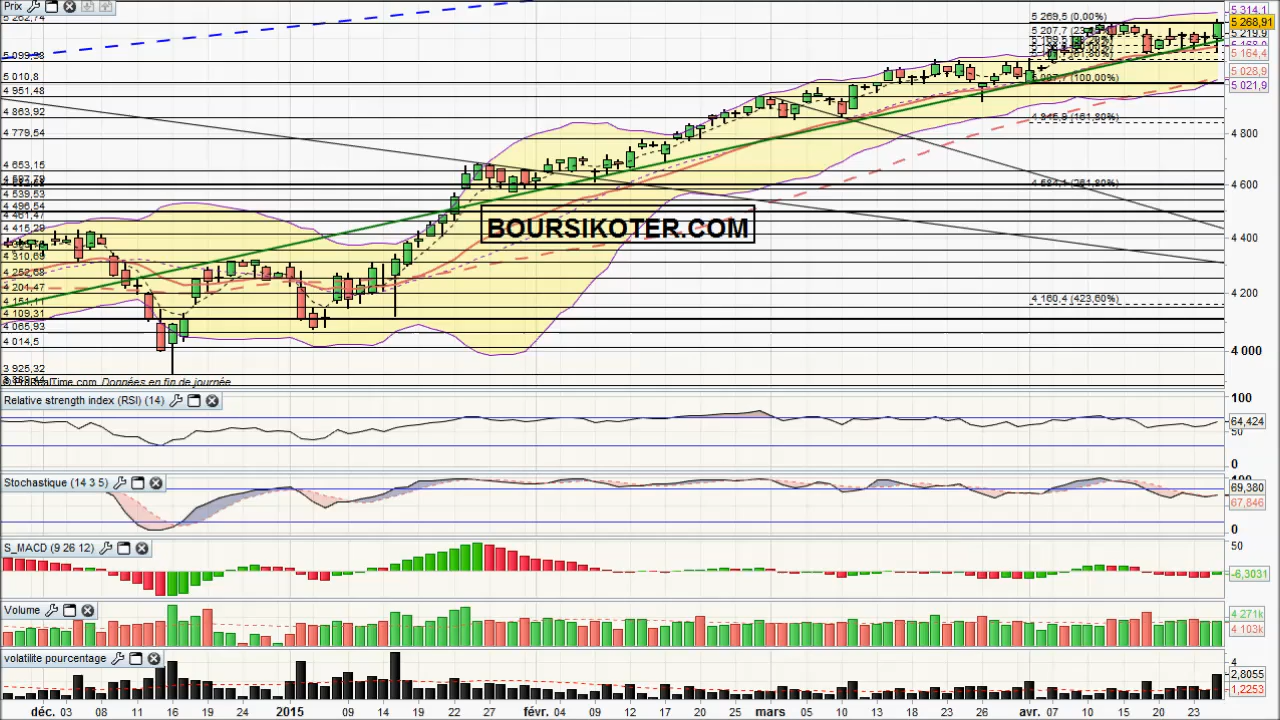 Prix
5 262,74
5 099,98
5 010,8
4 951,48
4 863,92
4 779,54
4 653,15
4 539,53
4 496,54
4 461,47
4 415,28
4 310,69
4 252,68
4 201,47
4 151,11
4 109,31
4 065,93
4 014,5
3 925,32
5 269,5 (0,00%)
(100,00%)
4 845,9 (161,80%)
4 584,1 (261,80%)
4 160,4 (423,60%)
BOURSIKOTER.COM
© ProRealTime.com Données en fin de journée
5 314,1
5 268,91
5 219,9
5 164,4
5 028,9
5 021,9
4 800
4 600
4 400
4 200
4 000
Relative strength index (RSI) (14)
100
64,424
50
0
Stochastique (14 3 5)
100
69,380
67,846
0
S_MACD (9 26 12)
50
-6,3031
Volume
4 271k
4 103k
volatilite pourcentage
4
2,8055
1,2253
déc. 03 08 11 16 19 24 2015 09 14 19 22 27 févr. 04 09 12 17 20 25 mars 05 10 13 18 23 26 avr. 07 10 15 20 23